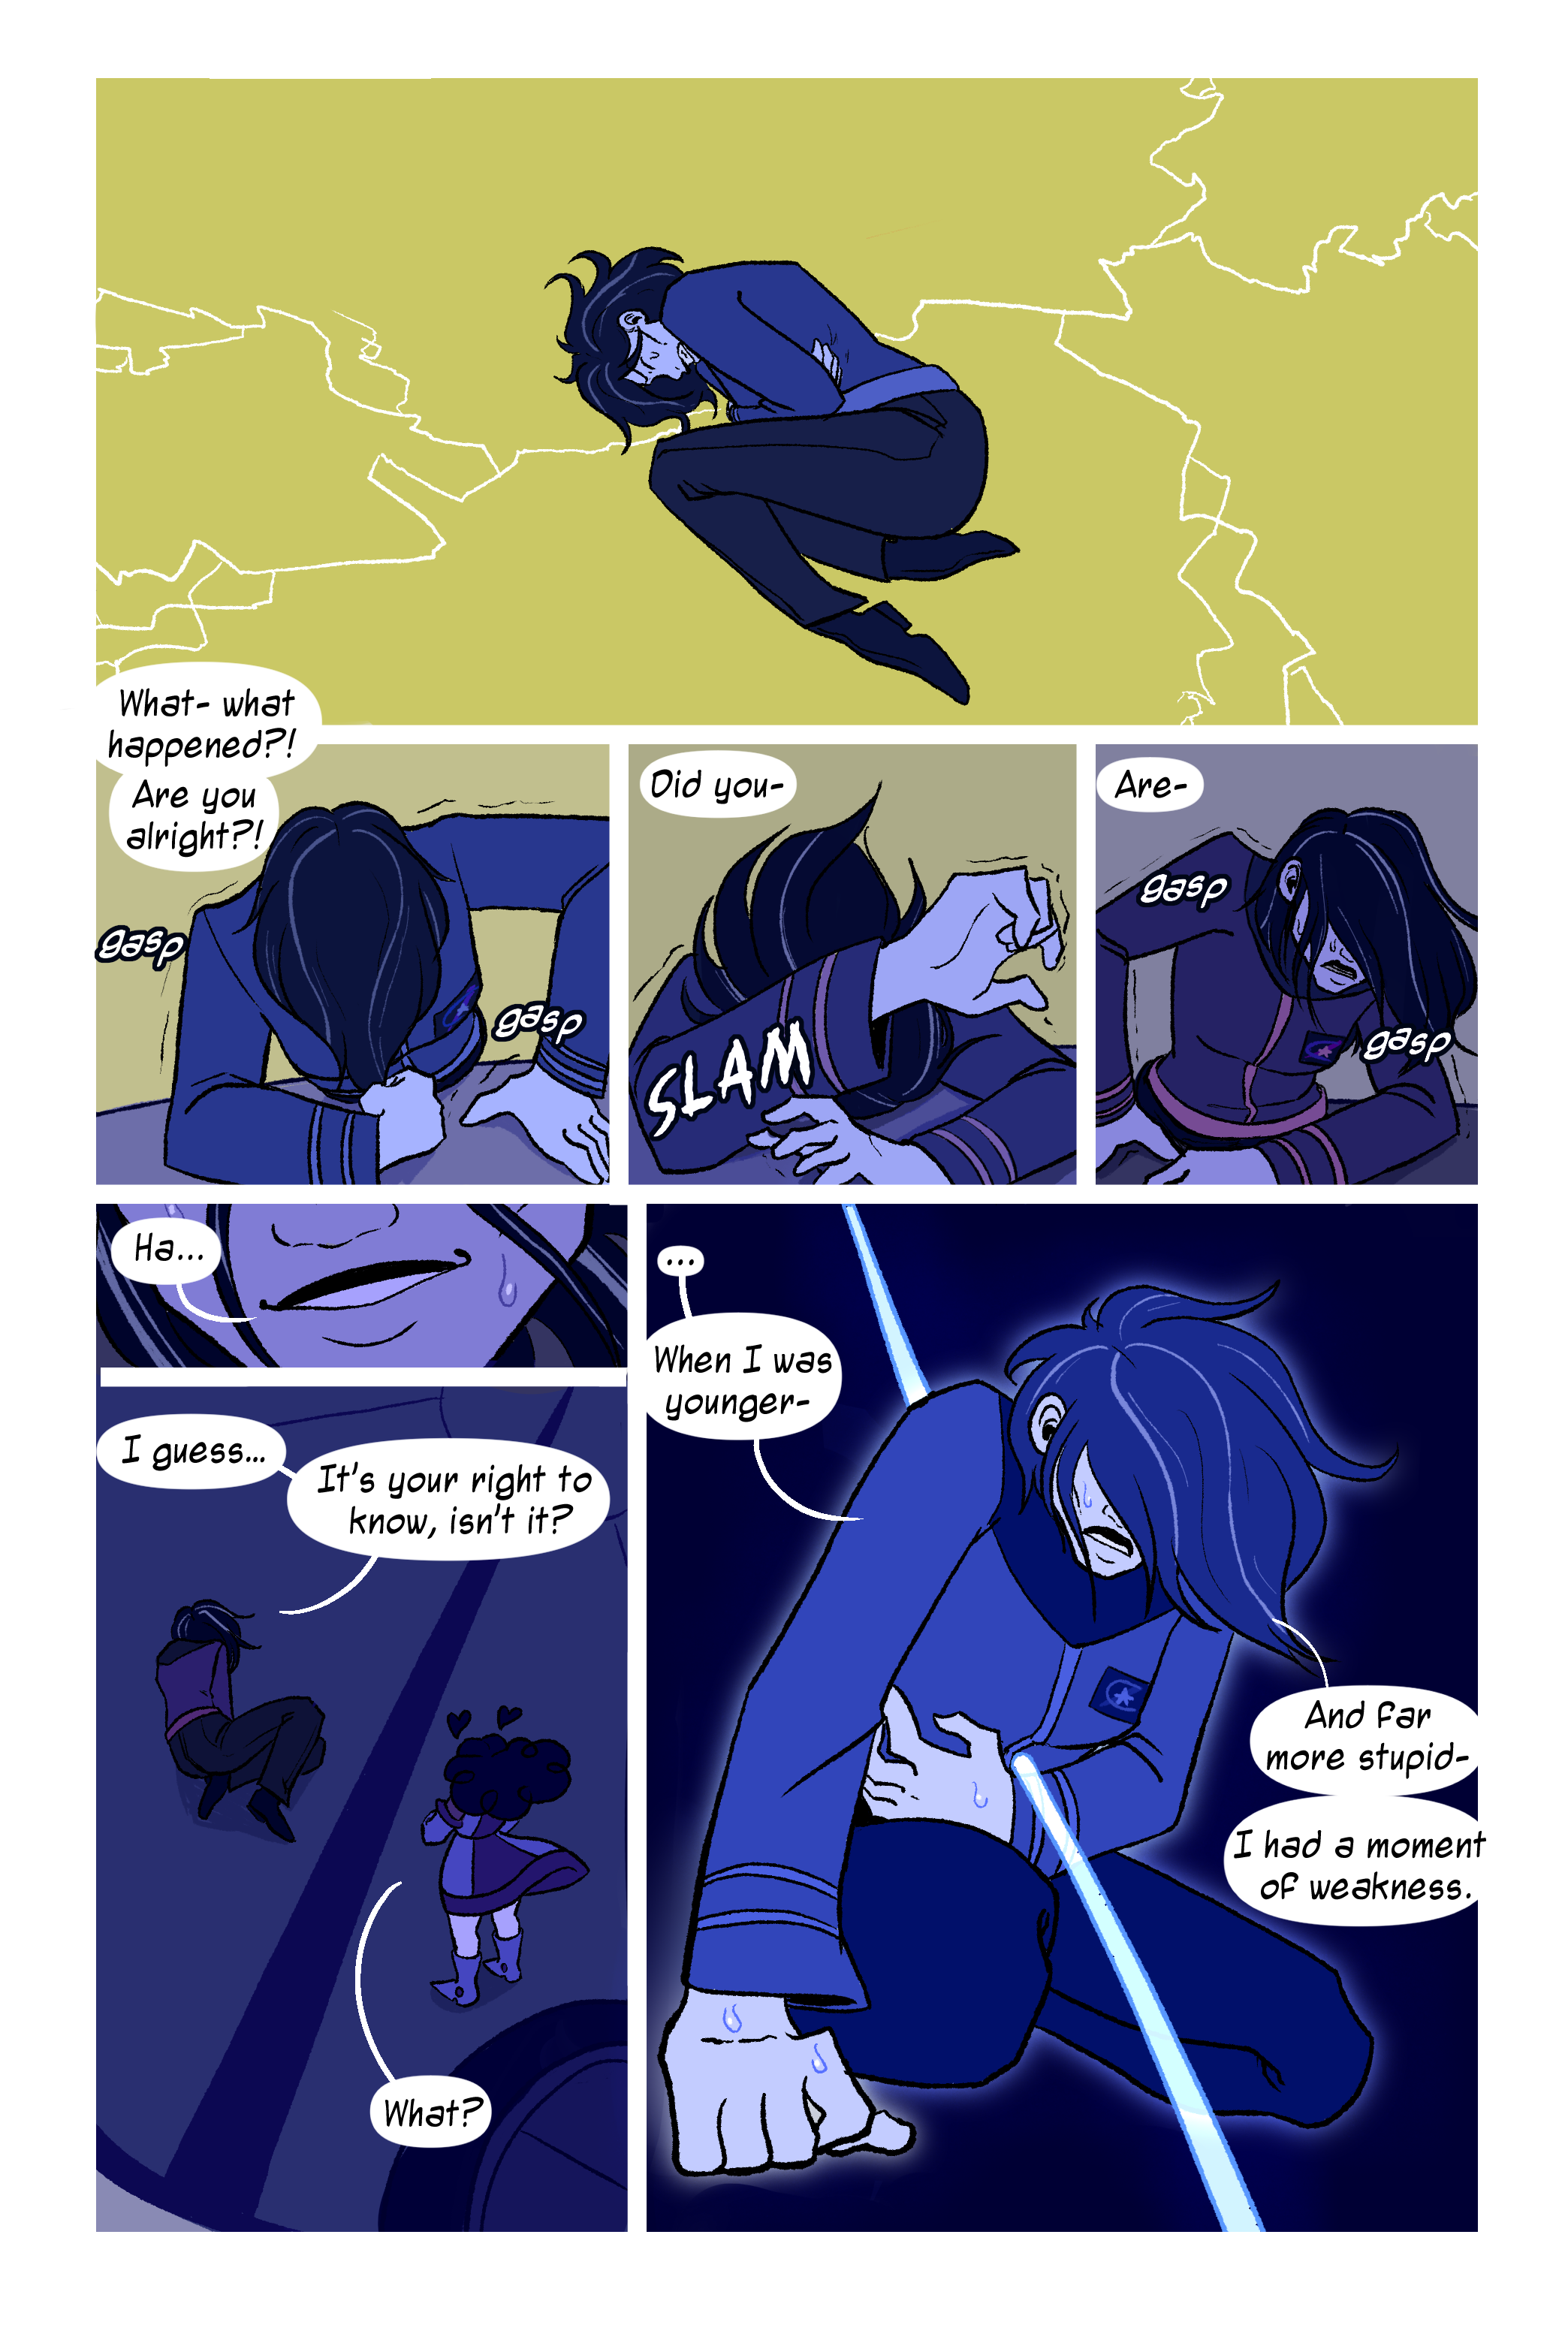 What- what
happened?!
Are you
alright?!
gasp
gasp
Did you-
SLAM
Are-
gasp
gasp
Ha...
I guess...
It's your right to
know, isn't it?
What?
...
When I was
younger-
And far
more stupid-
I had a moment
of weakness.